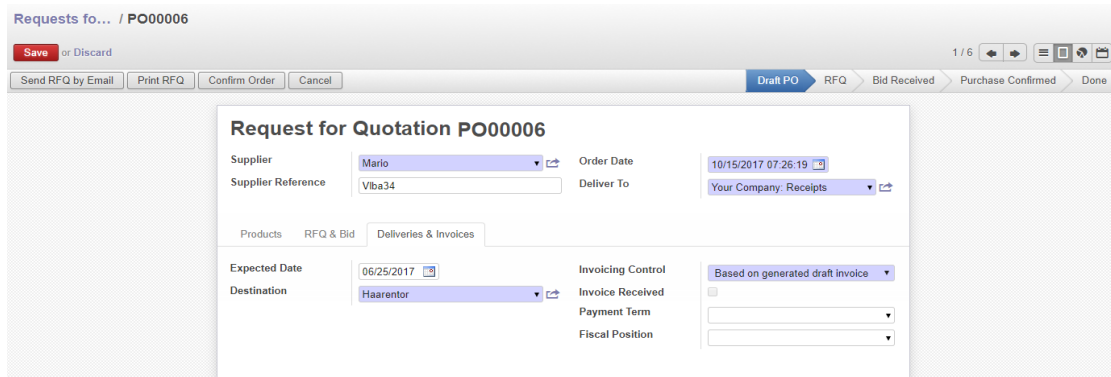 Requests fo... / PO00006
Save or Discard
1 / 6
Send RFQ by Email Print RFQ Confirm Order Cancel
Draft PO RFQ Bid Received Purchase Confirmed Done
Request for Quotation PO00006
Supplier Mario Order Date 10/15/2017 07:26:19
Supplier Reference Vlba34 Deliver To Your Company: Receipts
Products RFQ & Bid Deliveries & Invoices
Expected Date 06/25/2017 Invoicing Control Based on generated draft invoice
Destination Haarentor Invoice Received
Payment Term
Fiscal Position